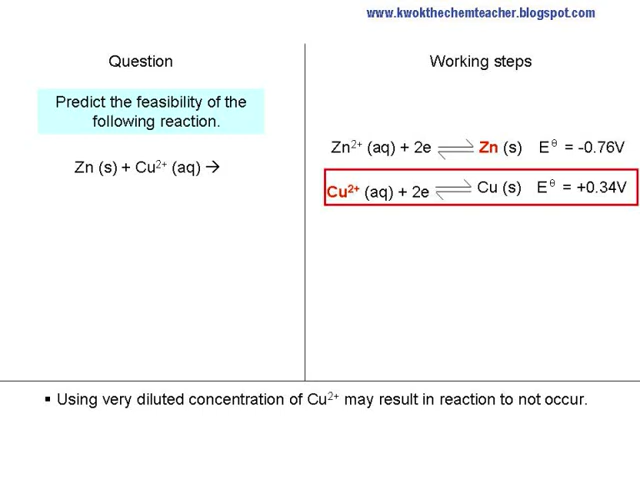 www.kwokthechemteacher.blogspot.com
Question
Working steps
Predict the feasibility of the
following reaction.
Zn (s) + Cu²⁺ (aq) →
Zn²⁺ (aq) + 2e ⇌ Zn (s) E^θ = -0.76V
Cu²⁺ (aq) + 2e ⇌ Cu (s) E^θ = +0.34V
▪ Using very diluted concentration of Cu²⁺ may result in reaction to not occur.